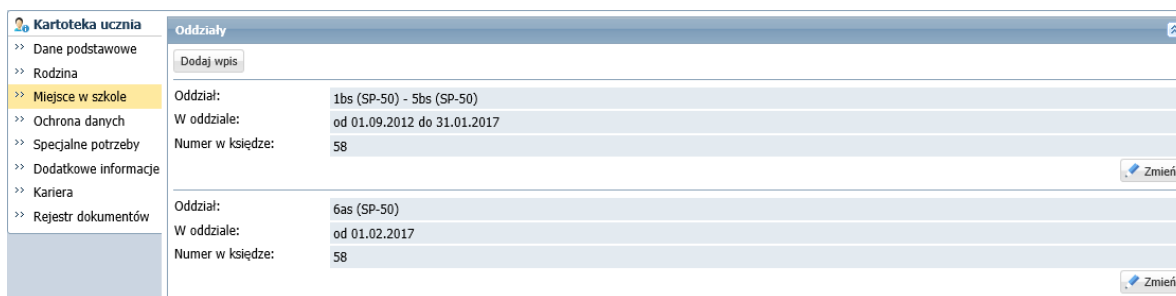 Kartoteka ucznia
>> Dane podstawowe
>> Rodzina
>> Miejsce w szkole
>> Ochrona danych
>> Specjalne potrzeby
>> Dodatkowe informacje
>> Kariera
>> Rejestr dokumentów
Oddziały
Dodaj wpis
Oddział: 1bs (SP-50) - 5bs (SP-50)
W oddziale: od 01.09.2012 do 31.01.2017
Numer w księdze: 58
Zmień
Oddział: 6as (SP-50)
W oddziale: od 01.02.2017
Numer w księdze: 58
Zmień